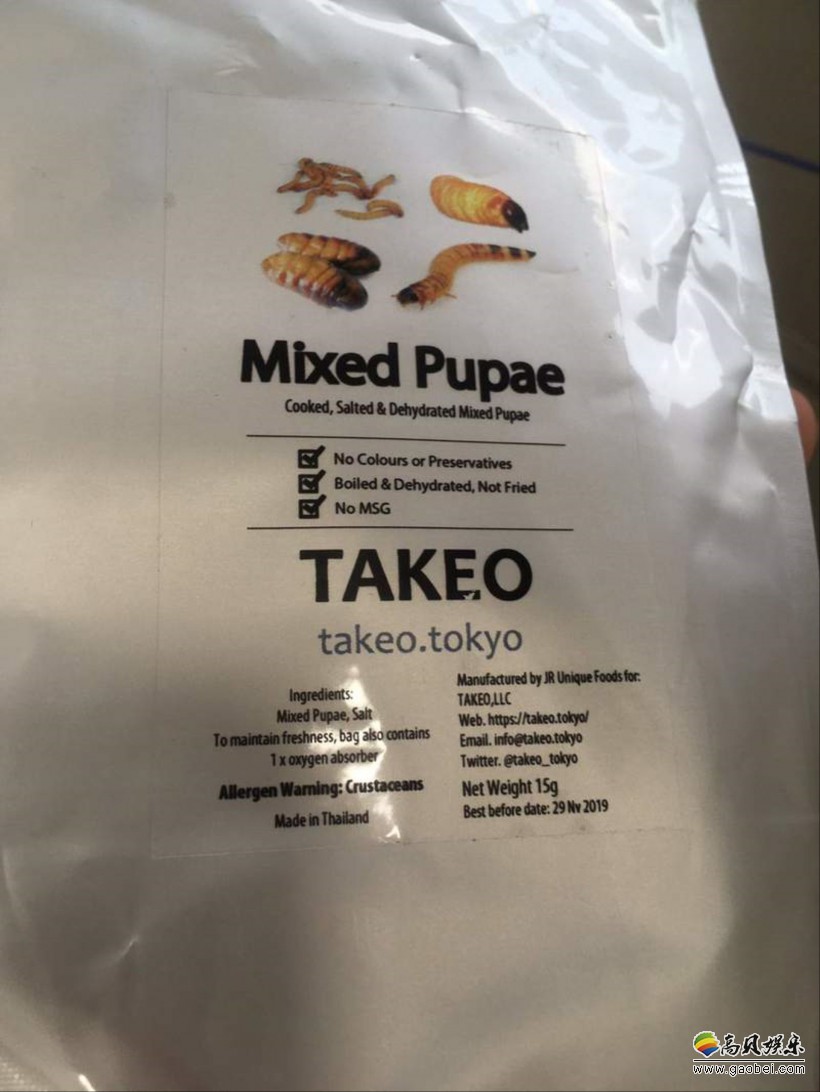 Mixed Pupae
Cooked, Salted & Dehydrated Mixed Pupae
No Colours or Preservatives
Boiled & Dehydrated, Not Fried
No MSG
TAKEO
takeo.tokyo
Ingredients:
Mixed Pupae, Salt
To maintain freshness, bag also contains
1 x oxygen absorber
Allergen Warning: Crustaceans
Made in Thailand
Manufactured by JR Unique Foods for:
TAKEO,LLC
Web. https://takeo.tokyo/
Email. info@takeo.tokyo
Twitter. @takeo_tokyo
Net Weight 15g
Best before date: 29 Nv 2019
高贝娱乐
www.gaobei.com